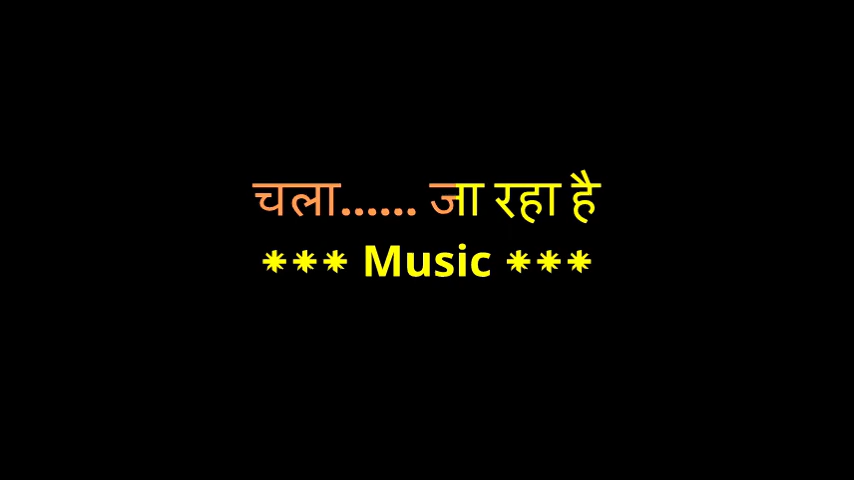 चला...... जा रहा है
*** Music ***